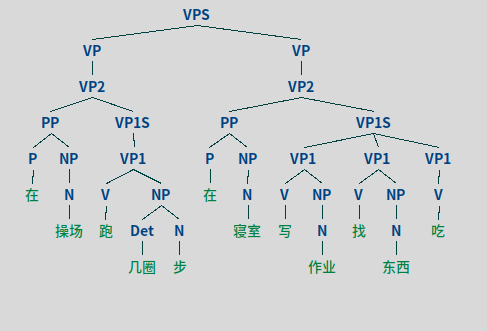 VPS
VP VP
VP2 VP2
PP VP1S PP VP1S
P NP VP1 P NP VP1 VP1 VP1
在 N V NP 在 N V NP V NP V
操场 跑 Det N 寝室 写 N 找 N 吃
几圈 步 作业 东西